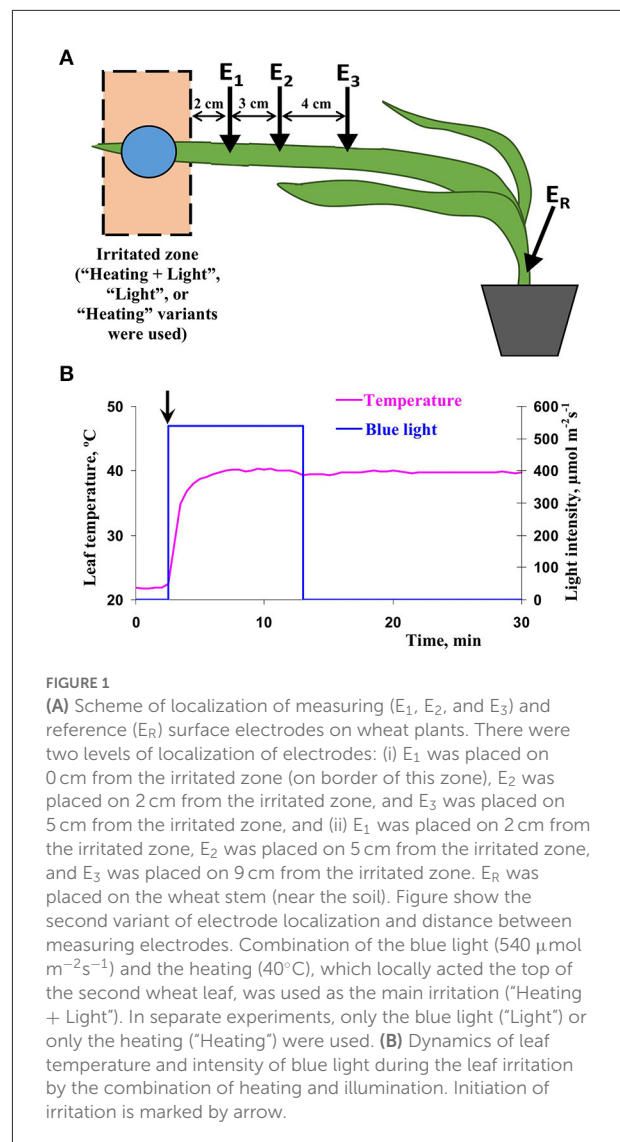 A
E₁ E₂ E₃
2 cm 3 cm 4 cm
E_R
Irritated zone
(“Heating + Light”,
“Light”, or
“Heating” variants
were used)
B
Temperature
Blue light
Leaf temperature, ºC
50
40
30
20
Light intensity, µmol m⁻²s⁻¹
600
500
400
300
200
100
0
0 10 20 30
Time, min
FIGURE 1
(A) Scheme of localization of measuring (E₁, E₂, and E₃) and
reference (E_R) surface electrodes on wheat plants. There were
two levels of localization of electrodes: (i) E₁ was placed on
0 cm from the irritated zone (on border of this zone), E₂ was
placed on 2 cm from the irritated zone, and E₃ was placed on
5 cm from the irritated zone, and (ii) E₁ was placed on 2 cm from
the irritated zone, E₂ was placed on 5 cm from the irritated zone,
and E₃ was placed on 9 cm from the irritated zone. E_R was
placed on the wheat stem (near the soil). Figure show the
second variant of electrode localization and distance between
measuring electrodes. Combination of the blue light (540 µmol
m⁻²s⁻¹) and the heating (40°C), which locally acted the top of
the second wheat leaf, was used as the main irritation ("Heating
+ Light"). In separate experiments, only the blue light ("Light") or
only the heating ("Heating") were used. (B) Dynamics of leaf
temperature and intensity of blue light during the leaf irritation
by the combination of heating and illumination. Initiation of
irritation is marked by arrow.